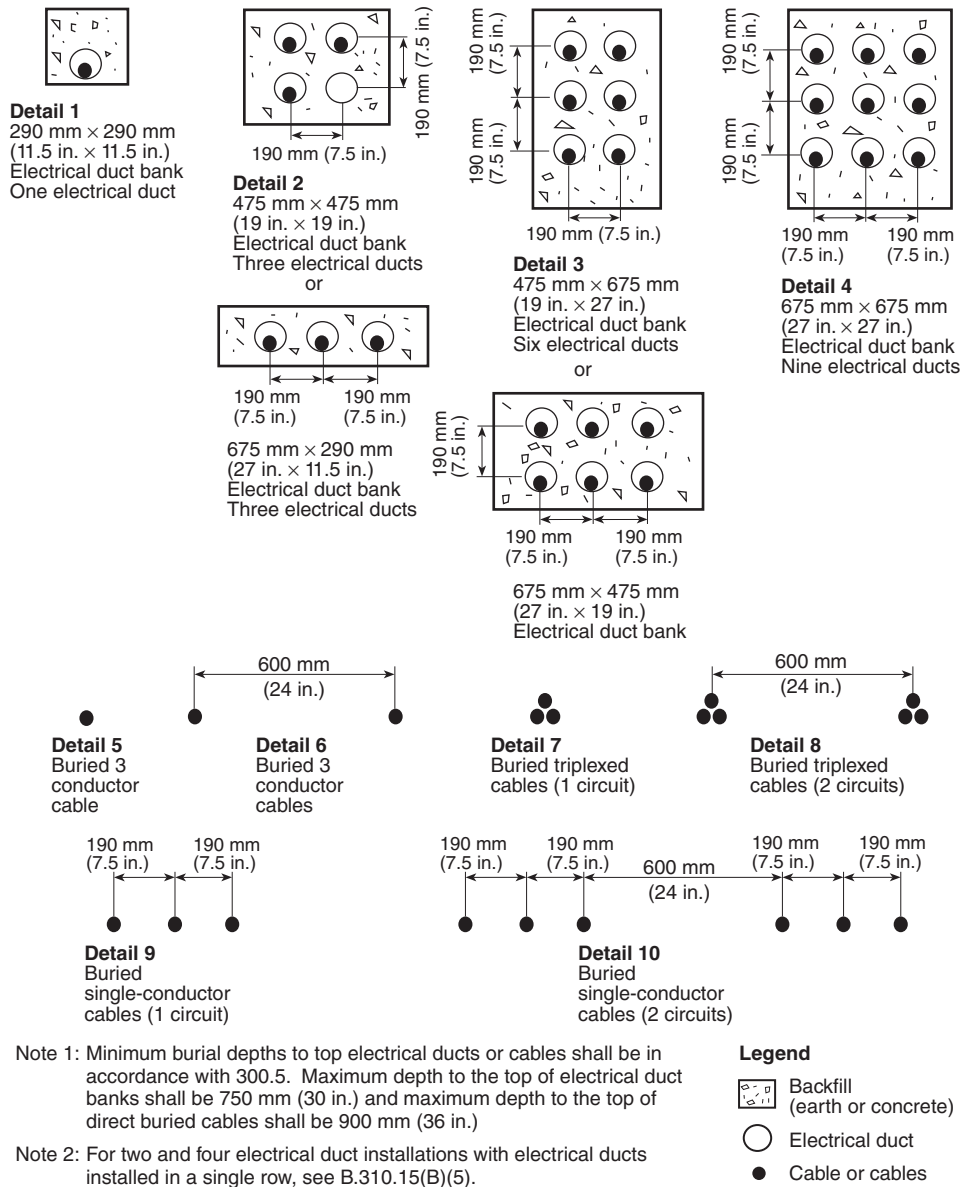 Detail 1
290 mm × 290 mm
(11.5 in. × 11.5 in.)
Electrical duct bank
One electrical duct
190 mm (7.5 in.)
190 mm (7.5 in.)
Detail 2
475 mm × 475 mm
(19 in. × 19 in.)
Electrical duct bank
Three electrical ducts
or
190 mm
(7.5 in.)
190 mm
(7.5 in.)
675 mm × 290 mm
(27 in. × 11.5 in.)
Electrical duct bank
Three electrical ducts
190 mm
(7.5 in.)
190 mm
(7.5 in.)
190 mm (7.5 in.)
Detail 3
475 mm × 675 mm
(19 in. × 27 in.)
Electrical duct bank
Six electrical ducts
or
190 mm
(7.5 in.)
190 mm
(7.5 in.)
190 mm
(7.5 in.)
675 mm × 475 mm
(27 in. × 19 in.)
Electrical duct bank
190 mm
(7.5 in.)
190 mm
(7.5 in.)
190 mm
(7.5 in.)
190 mm
(7.5 in.)
Detail 4
675 mm × 675 mm
(27 in. × 27 in.)
Electrical duct bank
Nine electrical ducts
Detail 5
Buried 3
conductor
cable
600 mm
(24 in.)
Detail 6
Buried 3
conductor
cables
Detail 7
Buried triplexed
cables (1 circuit)
600 mm
(24 in.)
Detail 8
Buried triplexed
cables (2 circuits)
190 mm
(7.5 in.)
190 mm
(7.5 in.)
Detail 9
Buried
single-conductor
cables (1 circuit)
190 mm
(7.5 in.)
190 mm
(7.5 in.)
600 mm
(24 in.)
190 mm
(7.5 in.)
190 mm
(7.5 in.)
Detail 10
Buried
single-conductor
cables (2 circuits)
Note 1: Minimum burial depths to top electrical ducts or cables shall be in
accordance with 300.5. Maximum depth to the top of electrical duct
banks shall be 750 mm (30 in.) and maximum depth to the top of
direct buried cables shall be 900 mm (36 in.)
Note 2: For two and four electrical duct installations with electrical ducts
installed in a single row, see B.310.15(B)(5).
Legend
Backfill
(earth or concrete)
Electrical duct
Cable or cables